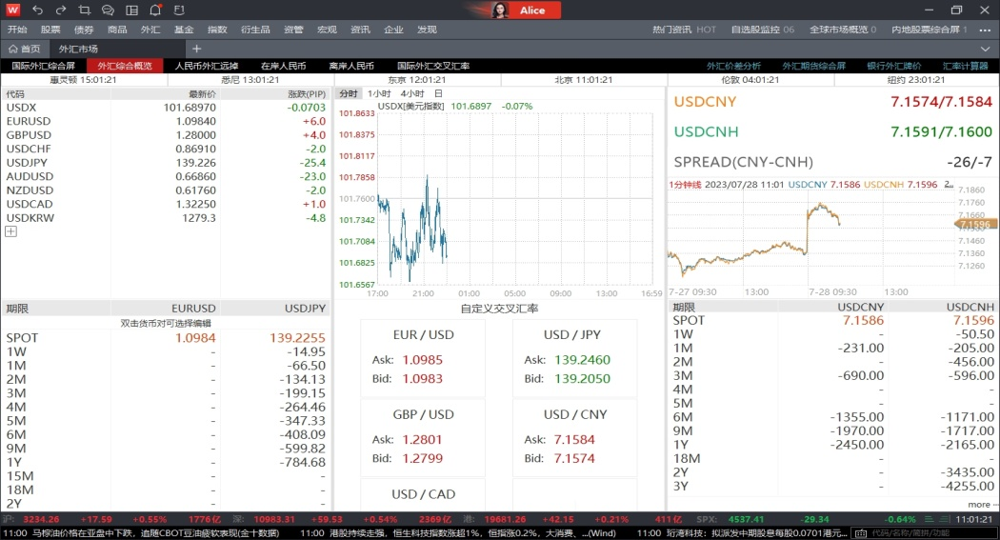 W
Alice
开始 股票 债券 商品 外汇 基金 指数 衍生品 资管 宏观 资讯 企业 发现 热门资讯 HOT 自选股监控 06 全球市场概览 0 内地股票综合屏 1 ...
首页 外汇市场 +
国际外汇综合屏 外汇综合概览 人民币外汇远掉 在岸人民币 离岸人民币 国际外汇交叉汇率 外汇价差分析 外汇期货综合屏 银行外汇牌价 汇率计算器
惠灵顿 15:01:21 悉尼 13:01:21 东京 12:01:21 北京 11:01:21 伦敦 04:01:21 纽约 23:01:21
代码 最新价 涨跌(PIP)
USDX 101.68970 -0.0703
EURUSD 1.09840 +6.0
GBPUSD 1.28000 +4.0
USDCHF 0.86910 -2.0
USDJPY 139.226 -25.4
AUDUSD 0.66860 -23.0
NZDUSD 0.61760 -2.0
USDCAD 1.32250 +1.0
USDKRW 1279.3 -4.8
期限 EURUSD USDJPY
双击货币对可选择编辑
SPOT 1.0984 139.2255
1W - -14.95
1M - -66.50
2M - -134.13
3M - -199.15
4M - -264.46
5M - -347.33
6M - -408.09
9M - -599.82
1Y - -784.68
15M - -
18M - -
2Y - -
分时 1小时 4小时 日
USDX[美元指数] 101.6897 -0.07%
101.8633
101.8375
101.8117
101.7858
101.7600
101.7342
101.7084
101.6825
101.6567
17:00 21:00 01:00 05:00 09:00 13:00 16:59
自定义交叉汇率
EUR / USD
Ask: 1.0985
Bid: 1.0983
USD / JPY
Ask: 139.2460
Bid: 139.2050
GBP / USD
Ask: 1.2801
Bid: 1.2799
USD / CNY
Ask: 7.1584
Bid: 7.1574
USD / CAD
USDCNY 7.1574/7.1584
USDCNH 7.1591/7.1600
SPREAD(CNY-CNH) -26/-7
1分钟线 2023/07/28 11:01 USDCNY 7.1586 USDCNH 7.1596 2...
7.1860
7.1760
7.1660
7.1596
7.1460
7.1360
7.1260
7-27 09:30 13:00 7-28 09:30 13:00
期限 USDCNY USDCNH
SPOT 7.1586 7.1596
1W - -50.50
1M -231.00 -205.00
2M - -456.00
3M -690.00 -596.00
4M - -
5M - -
6M -1355.00 -1171.00
9M -1970.00 -1717.00
1Y -2450.00 -2165.00
18M - -
2Y - -3435.00
3Y - -4255.00
more
沪: 3234.26 +17.59 +0.55% 1776亿 深: 10983.31 +59.53 +0.54% 2369亿 港: 19681.26 +42.15 +0.21% 411亿 SPX: 4537.41 -29.34 -0.64% 11:01:21
11:00 马棕油价格在亚盘中下跌，追随CBOT豆油疲软表现(金十数据) 11:00 港股持续走强，恒生科技指数涨超1%，恒指涨0.2%，大消费、...(Wind) 11:00 珩湾科技：拟派发中期股息每股0.0701港元... 代码/名称/简拼/功能